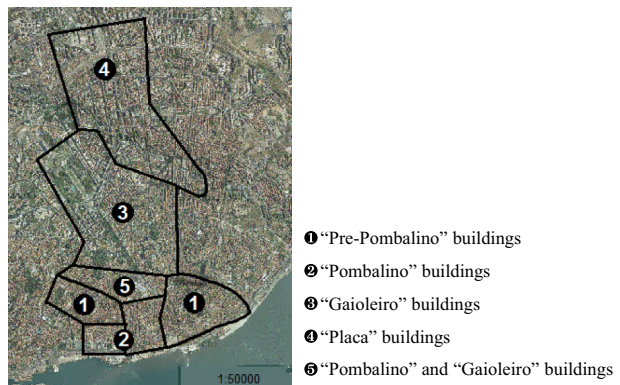 4
3
5
1
1
2
1:50000
❶ “Pre-Pombalino” buildings
❷ “Pombalino” buildings
❸ “Gaioleiro” buildings
❹ “Placa” buildings
❺ “Pombalino” and “Gaioleiro” buildings